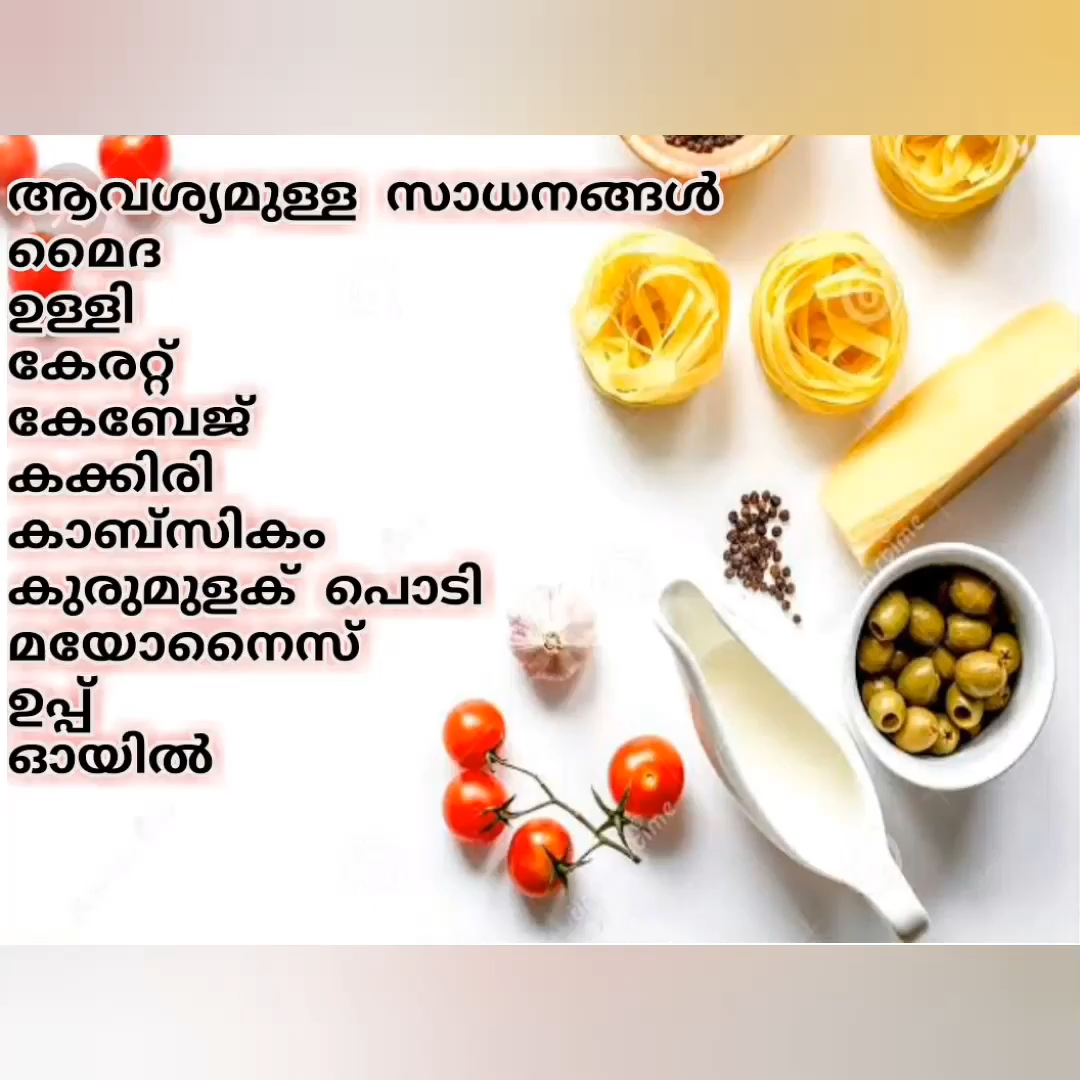 ആവശ്യമുള്ള സാധനങ്ങൾ
മൈദ
ഉള്ളി
കേരറ്റ്
കേബേജ്
കക്കിരി
കാബ്സികം
കുരുമുളക് പൊടി
മയോനൈസ്
ഉപ്പ്
ഓയിൽ